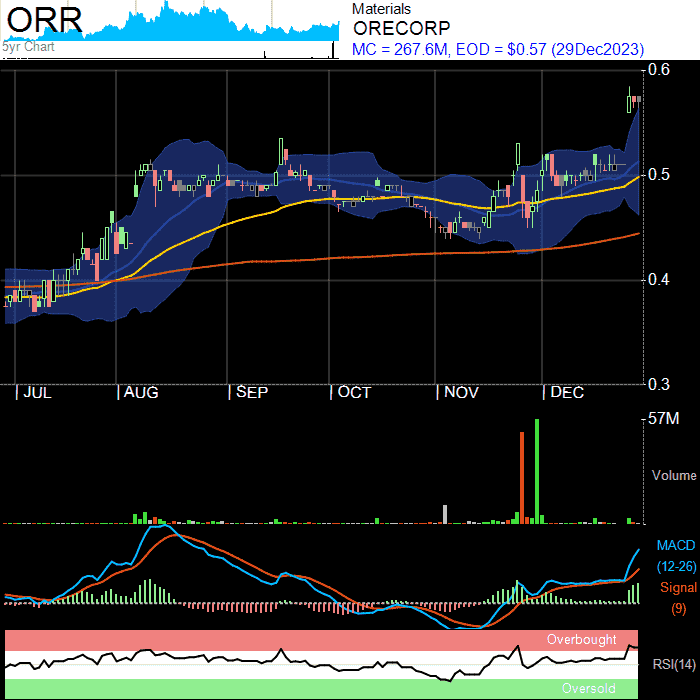 ORR
5yr Chart
Materials
ORECORP
MC = 267.6M, EOD = $0.57 (29Dec2023)
0.6
0.5
0.4
0.3
JUL AUG SEP OCT NOV DEC
57M
Volume
MACD
(12-26)
Signal
(9)
Overbought
RSI(14)
Oversold